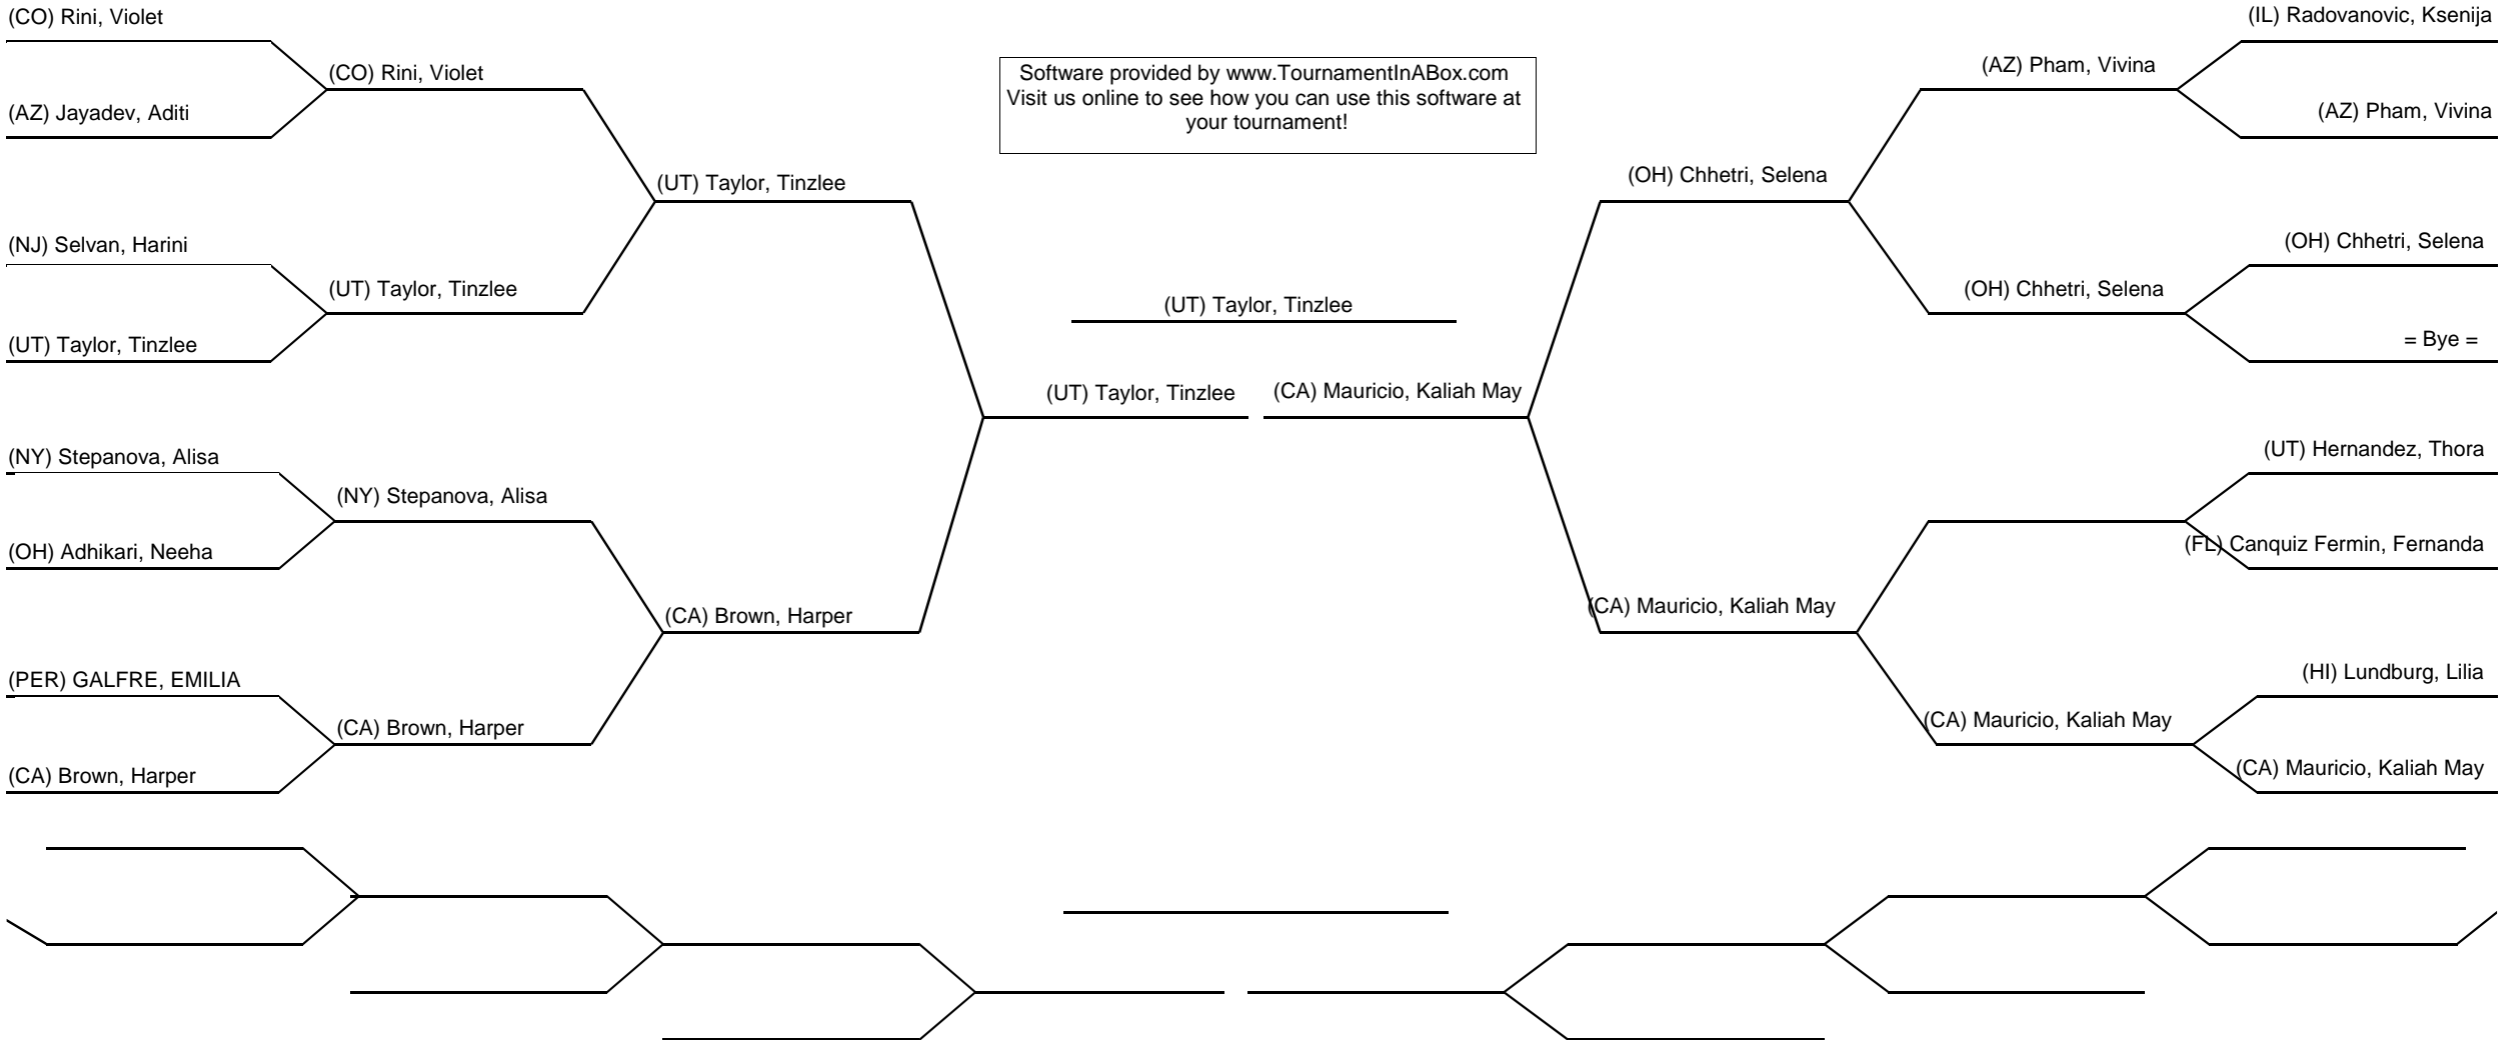 (CO) Rini, Violet
(AZ) Jayadev, Aditi
(NJ) Selvan, Harini
(UT) Taylor, Tinzlee
(NY) Stepanova, Alisa
(OH) Adhikari, Neeha
(PER) GALFRE, EMILIA
(CA) Brown, Harper
(CO) Rini, Violet
(UT) Taylor, Tinzlee
(NY) Stepanova, Alisa
(CA) Brown, Harper
(UT) Taylor, Tinzlee
(CA) Brown, Harper
Software provided by www.TournamentInABox.com
Visit us online to see how you can use this software at
your tournament!
(UT) Taylor, Tinzlee
(UT) Taylor, Tinzlee
(CA) Mauricio, Kaliah May
(OH) Chhetri, Selena
(CA) Mauricio, Kaliah May
(AZ) Pham, Vivina
(OH) Chhetri, Selena
(CA) Mauricio, Kaliah May
(IL) Radovanovic, Ksenija
(AZ) Pham, Vivina
(OH) Chhetri, Selena
= Bye =
(UT) Hernandez, Thora
(FL) Canquiz Fermin, Fernanda
(HI) Lundburg, Lilia
(CA) Mauricio, Kaliah May